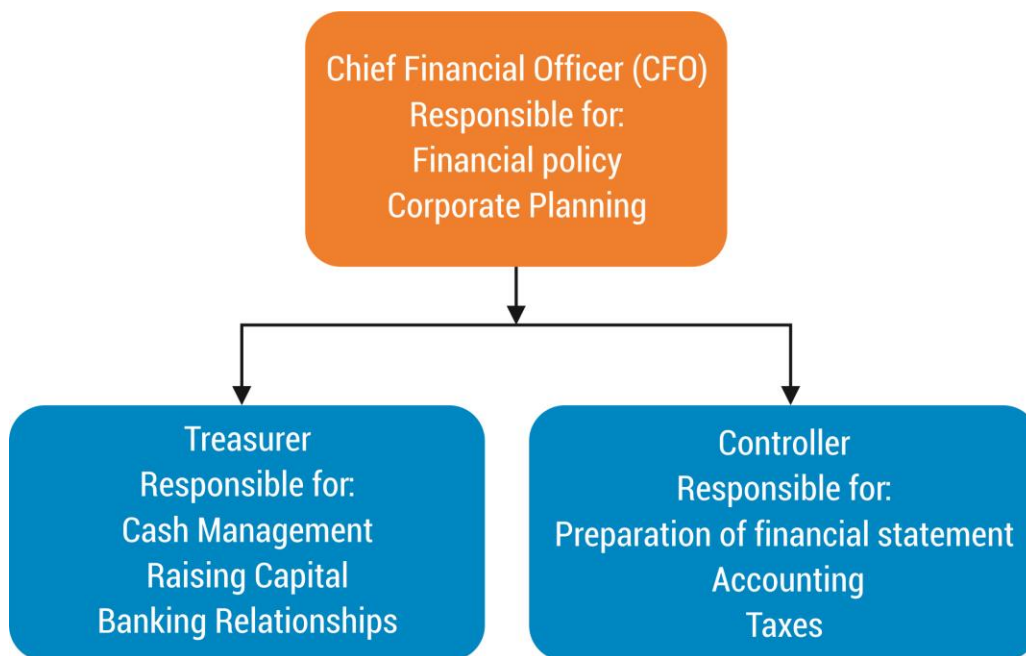 Chief Financial Officer (CFO)
Responsible for:
Financial policy
Corporate Planning
Treasurer
Responsible for:
Cash Management
Raising Capital
Banking Relationships
Controller
Responsible for:
Preparation of financial statement
Accounting
Taxes